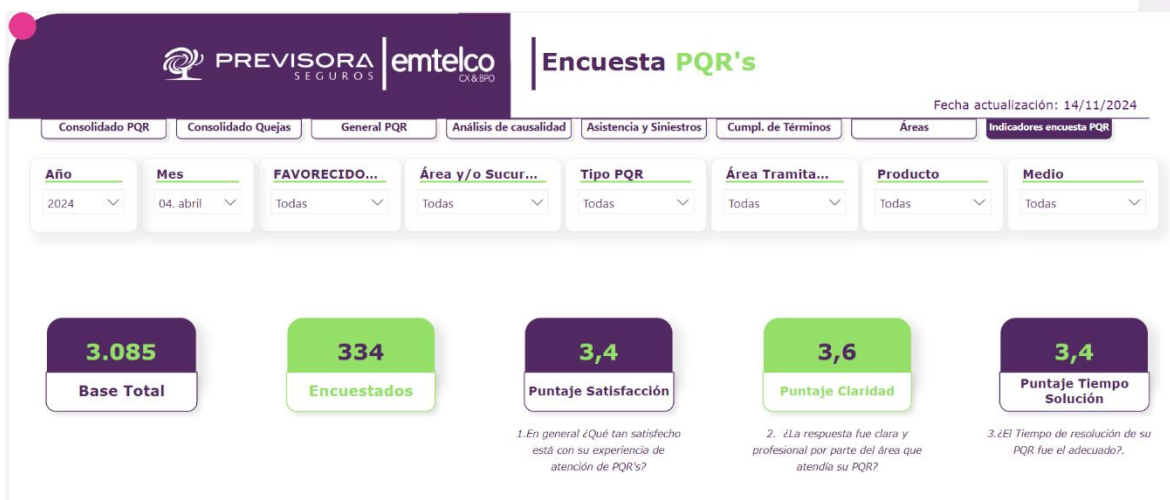 PREVISORA
SEGUROS
emtelco
CX & BPO
Encuesta PQR's
Fecha actualización: 14/11/2024
Consolidado PQR
Consolidado Quejas
General PQR
Análisis de causalidad
Asistencia y Siniestros
Cumpl. de Términos
Áreas
Indicadores encuesta PQR
Año
Mes
FAVORECIDO...
Área y/o Sucur...
Tipo PQR
Área Tramita...
Producto
Medio
2024
04. abril
Todas
Todas
Todas
Todas
Todas
Todas
3.085
Base Total
334
Encuestados
3,4
Puntaje Satisfacción
1.En general ¿Qué tan satisfecho
está con su experiencia de
atención de PQR's?
3,6
Puntaje Claridad
2. ¿La respuesta fue clara y
profesional por parte del área que
atendía su PQR?
3,4
Puntaje Tiempo
Solución
3.¿El Tiempo de resolución de su
PQR fue el adecuado?.